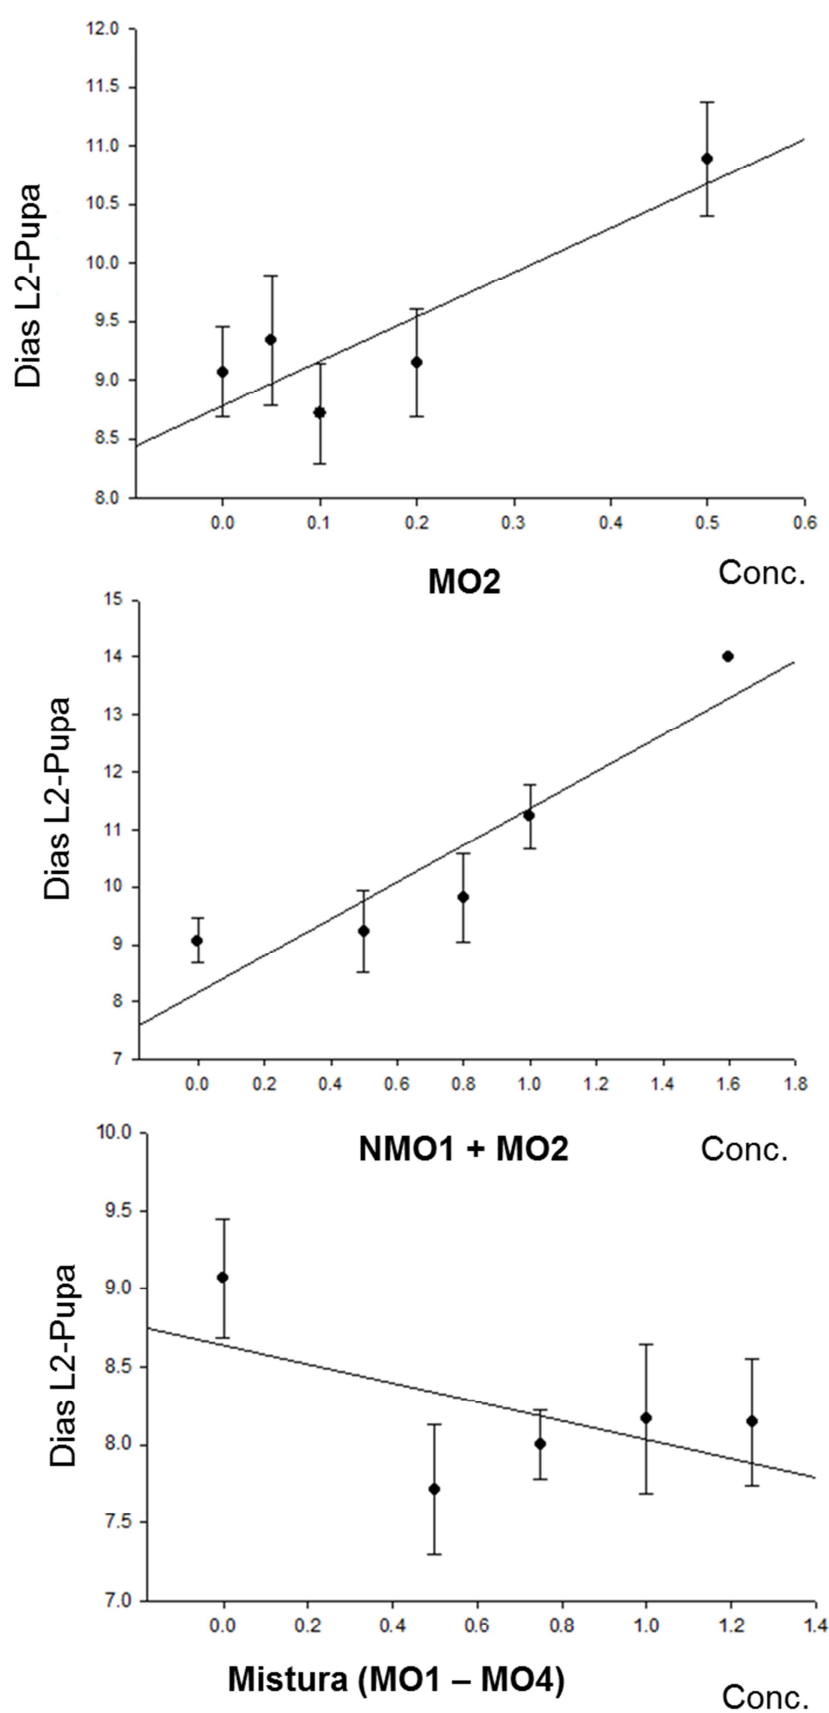 12.0
11.5
11.0
10.5
10.0
9.5
9.0
8.5
8.0
Dias L2-Pupa
0.0 0.1 0.2 0.3 0.4 0.5 0.6
MO2 Conc.
15
14
13
12
11
10
9
8
7
Dias L2-Pupa
0.0 0.2 0.4 0.6 0.8 1.0 1.2 1.4 1.6 1.8
NMO1 + MO2 Conc.
10.0
9.5
9.0
8.5
8.0
7.5
7.0
Dias L2-Pupa
0.0 0.2 0.4 0.6 0.8 1.0 1.2 1.4
Mistura (MO1 – MO4) Conc.